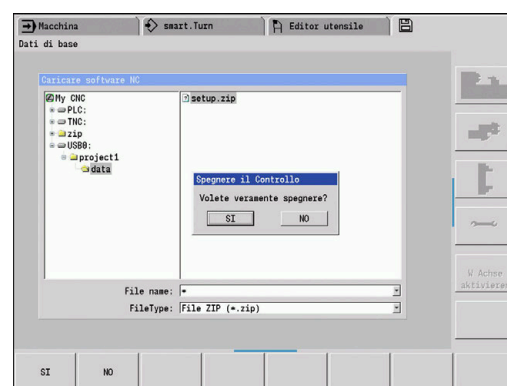 Macchina
smart.Turn
Editor utensile
Dati di base
Caricare software NC
My CNC
PLC:
TNC:
zip
USB0:
project1
data
setup.zip
Spegnere il Controllo
Volete veramente spegnere?
SI
NO
File name: *
FileType: File ZIP (*.zip)
W Achse
aktivieren
SI
NO